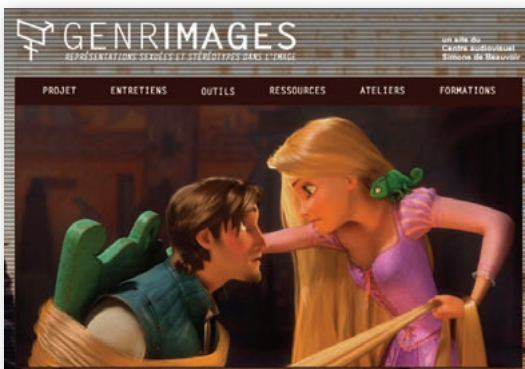 GENRIMAGES
REPRÉSENTATIONS SEXUÉES ET STÉRÉOTYPES DANS L'IMAGE
un site du
Centre audiovisuel
Simone de Beauvoir
PROJET ENTRETIENS OUTILS RESSOURCES ATELIERS FORMATIONS